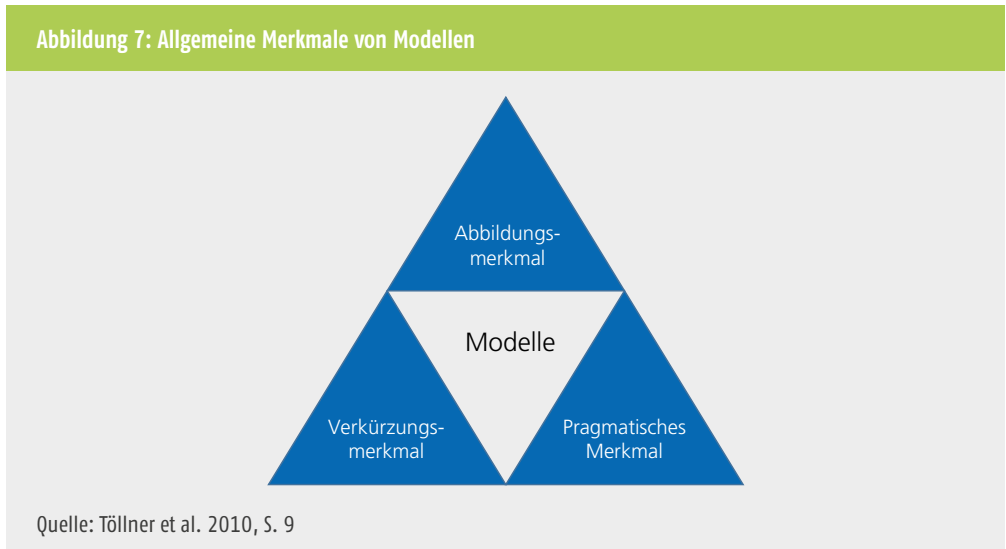 Abbildung 7: Allgemeine Merkmale von Modellen
Abbildungs-
merkmal
Modelle
Verkürzungs-
merkmal
Pragmatisches
Merkmal
Quelle: Töllner et al. 2010, S. 9